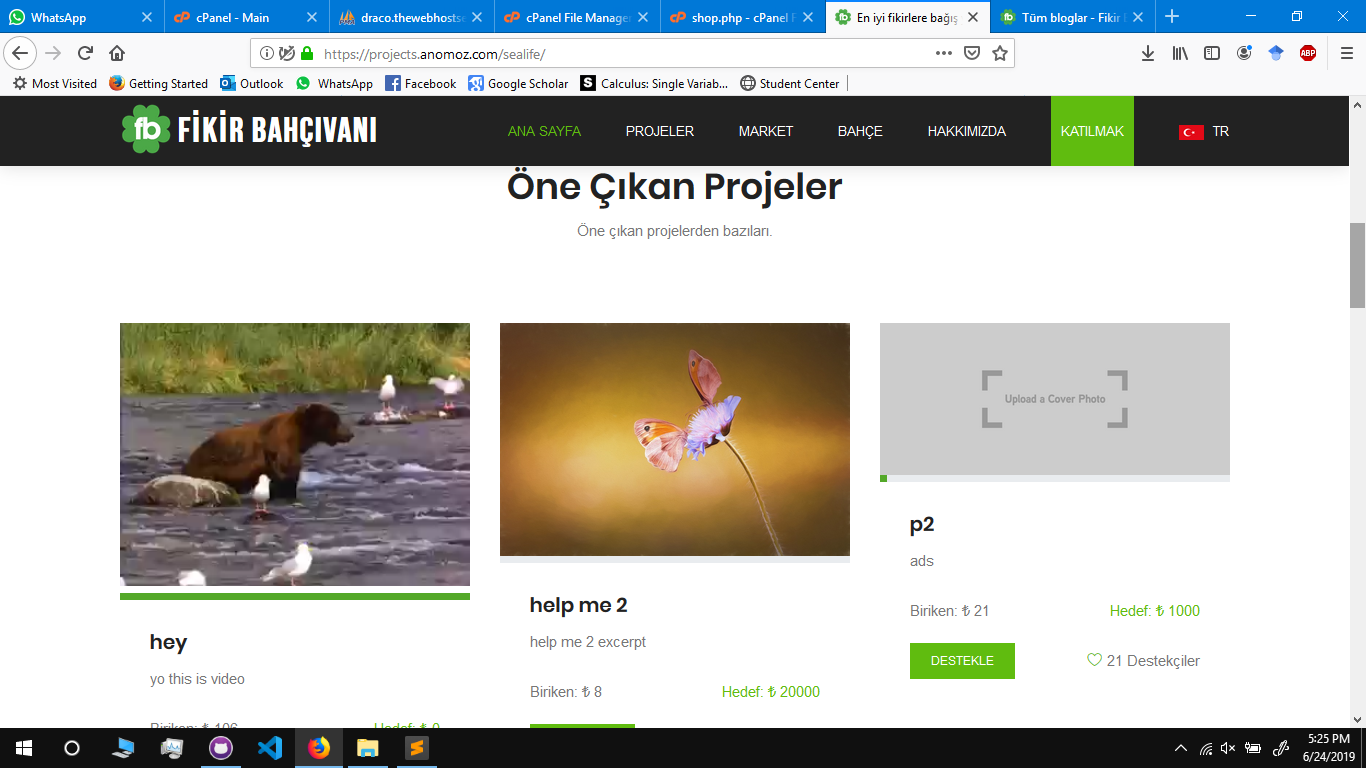 WhatsApp
cPanel - Main
draco.thewebhostse
cPanel File Manager
shop.php - cPanel F
En iyi fikirlere bağış
Tüm bloglar - Fikir
https://projects.anomoz.com/sealife/
ABP
Most Visited
Getting Started
Outlook
WhatsApp
Facebook
Google Scholar
Calculus: Single Variab...
Student Center
fb FİKİR BAHÇIVANI
ANA SAYFA
PROJELER
MARKET
BAHÇE
HAKKIMIZDA
KATILMAK
TR
Öne Çıkan Projeler
Öne çıkan projelerden bazıları.
hey
yo this is video
Biriken: ₺ 106
Hedef: ₺ 0
help me 2
help me 2 excerpt
Biriken: ₺ 8
Hedef: ₺ 20000
Upload a Cover Photo
p2
ads
Biriken: ₺ 21
Hedef: ₺ 1000
DESTEKLE
21 Destekçiler
5:25 PM
6/24/2019